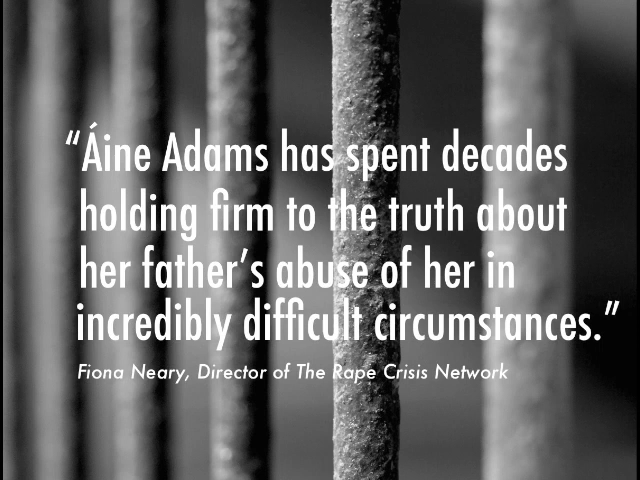 “Áine Adams has spent decades
holding firm to the truth about
her father’s abuse of her in
incredibly difficult circumstances.”
Fiona Neary, Director of The Rape Crisis Network